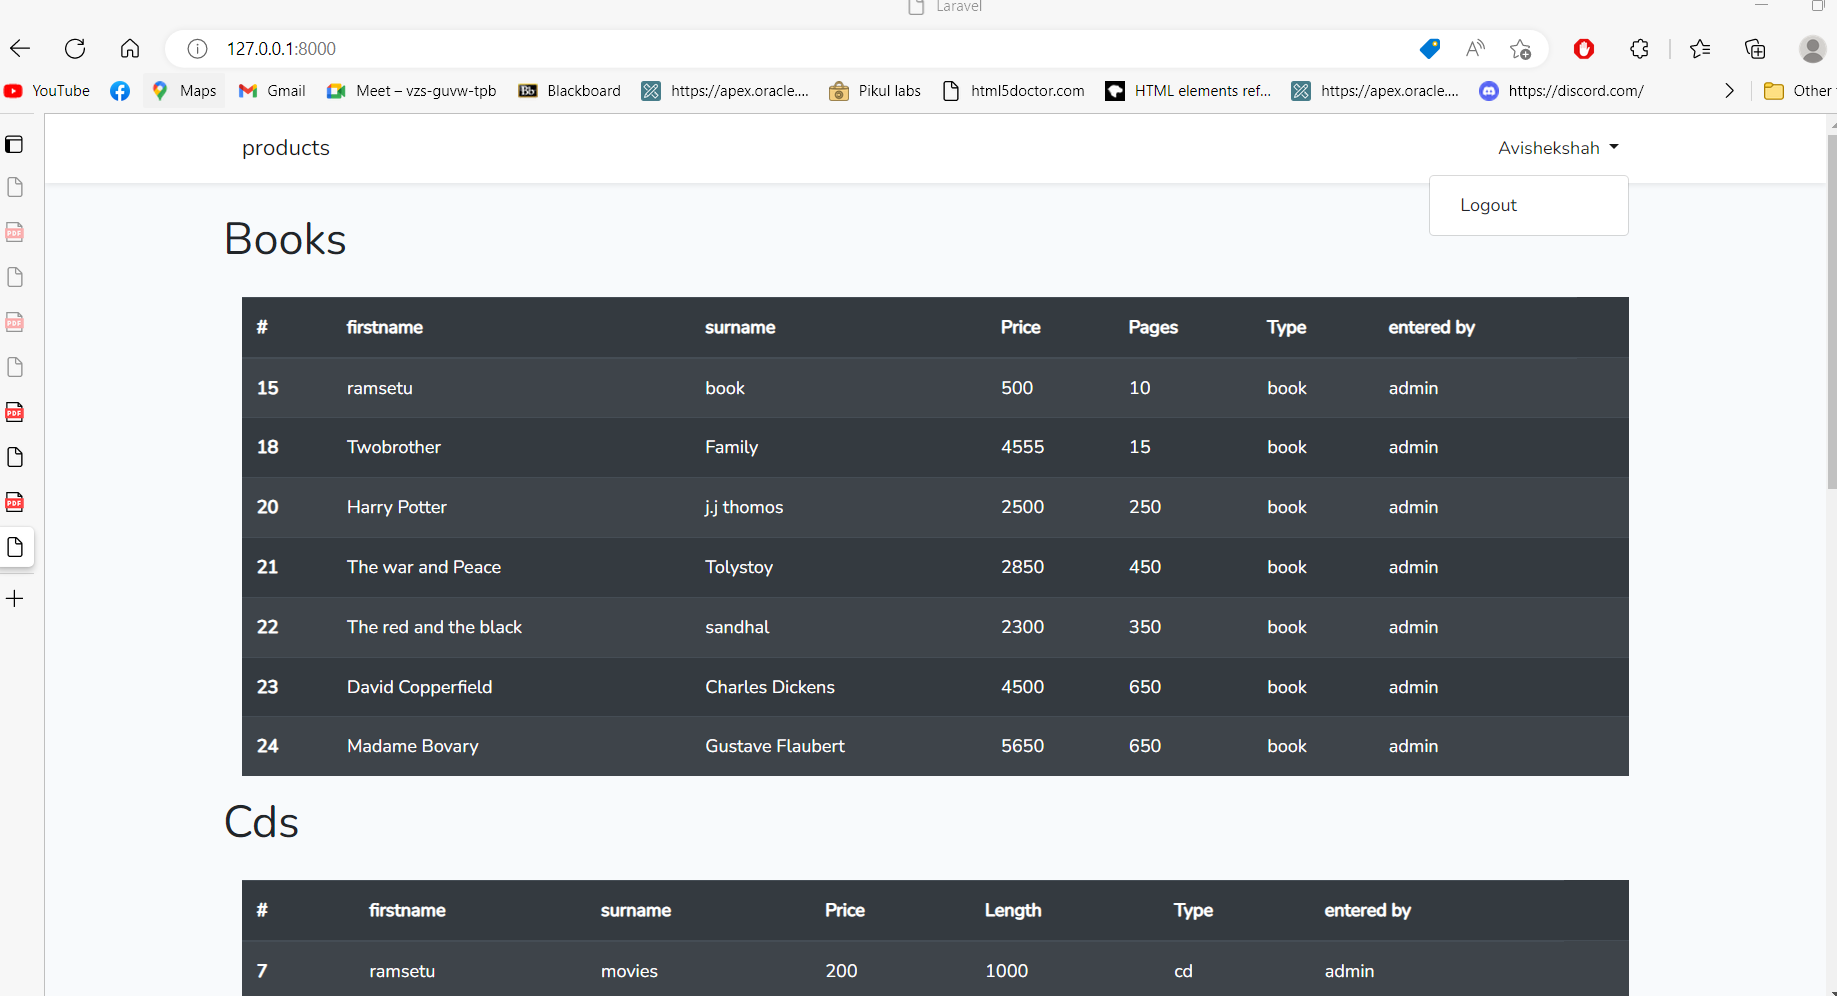 Laravel
127.0.0.1:8000
YouTube Maps Gmail Meet – vzs-guvw-tpb Bb Blackboard https://apex.oracle.... Pikul labs html5doctor.com HTML elements ref... https://apex.oracle.... https://discord.com/ Other
products Avishekshah
Logout
Books
# firstname surname Price Pages Type entered by
15 ramsetu book 500 10 book admin
18 Twobrother Family 4555 15 book admin
20 Harry Potter j.j thomos 2500 250 book admin
21 The war and Peace Tolystoy 2850 450 book admin
22 The red and the black sandhal 2300 350 book admin
23 David Copperfield Charles Dickens 4500 650 book admin
24 Madame Bovary Gustave Flaubert 5650 650 book admin
Cds
# firstname surname Price Length Type entered by
7 ramsetu movies 200 1000 cd admin
PDF
PDF
PDF
PDF